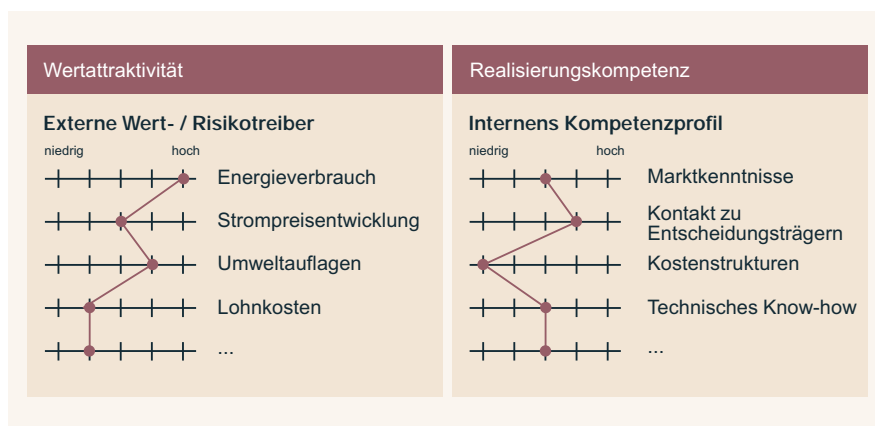 Wertattraktivität
Externe Wert- / Risikotreiber
niedrig hoch
Energieverbrauch
Strompreisentwicklung
Umweltauflagen
Lohnkosten
...
Realisierungskompetenz
Internens Kompetenzprofil
niedrig hoch
Marktkenntnisse
Kontakt zu
Entscheidungsträgern
Kostenstrukturen
Technisches Know-how
...